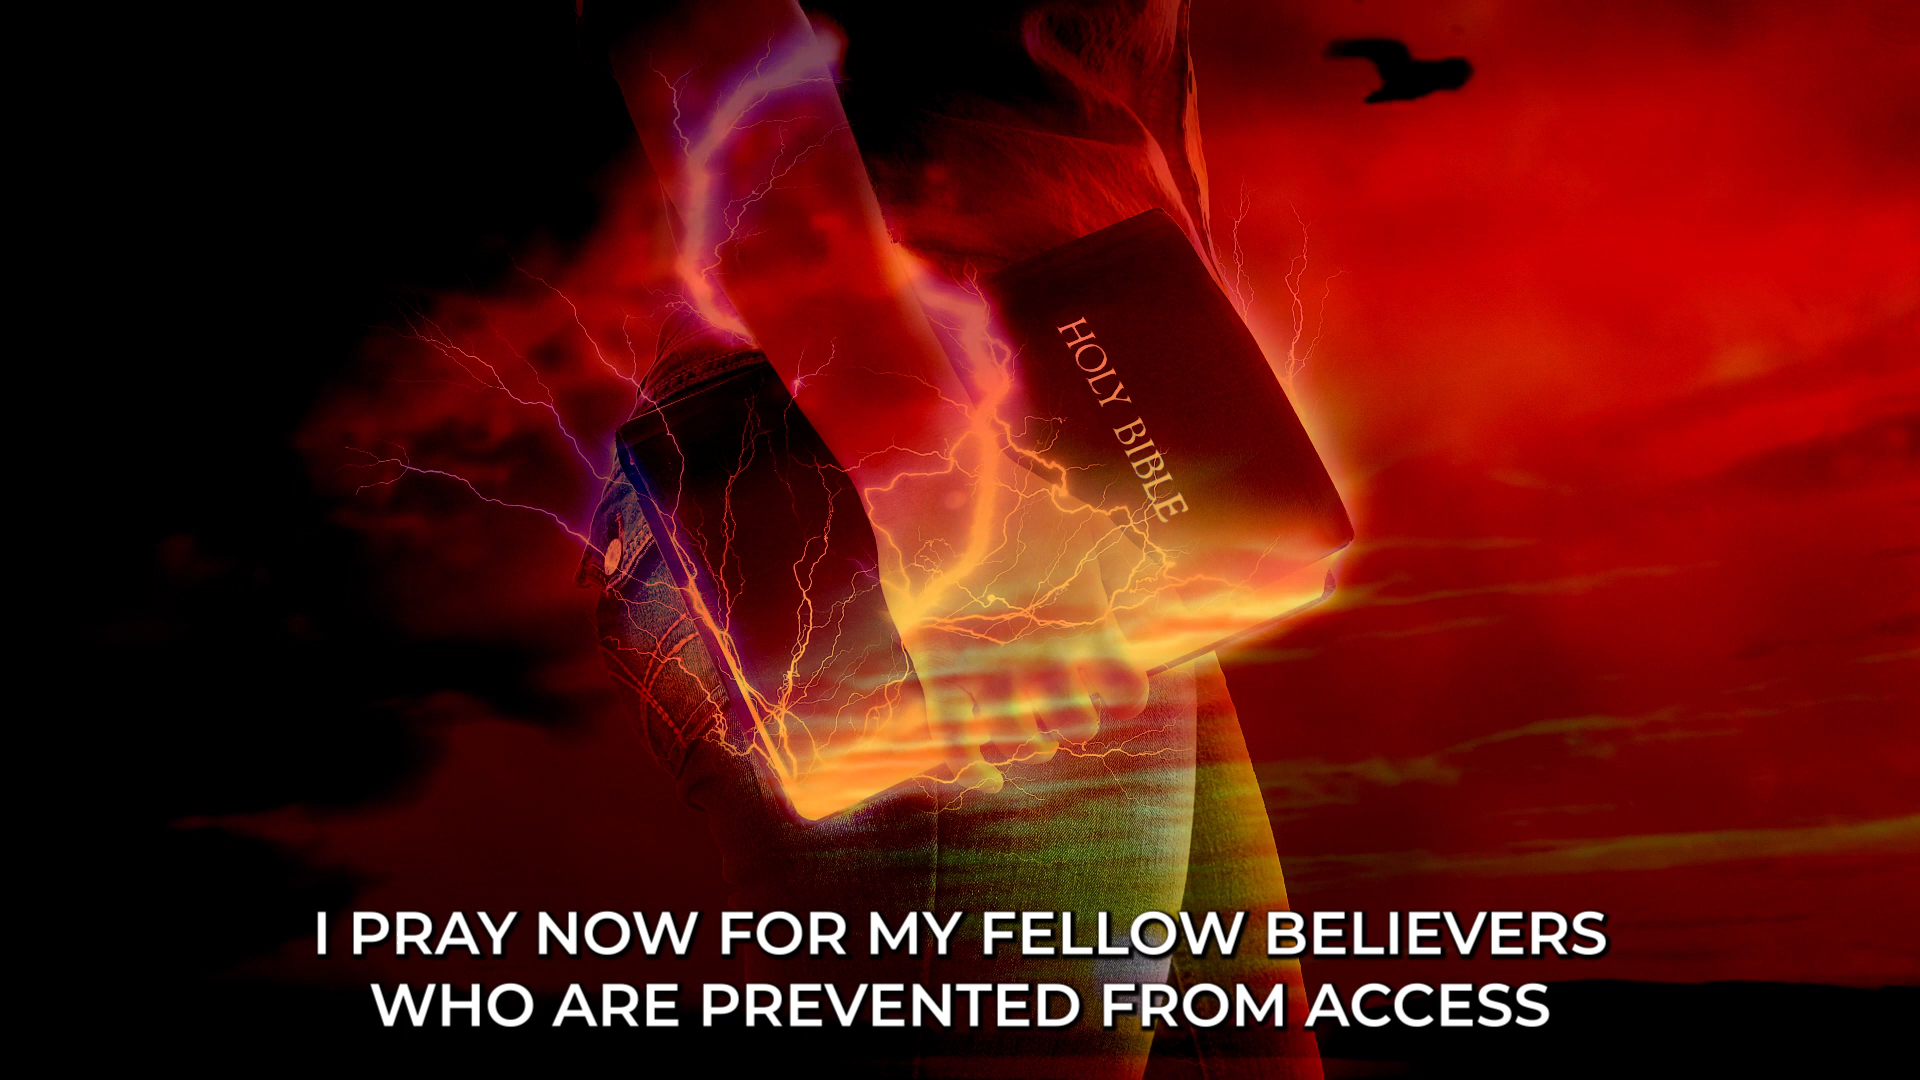 HOLY BIBLE
I PRAY NOW FOR MY FELLOW BELIEVERS
WHO ARE PREVENTED FROM ACCESS